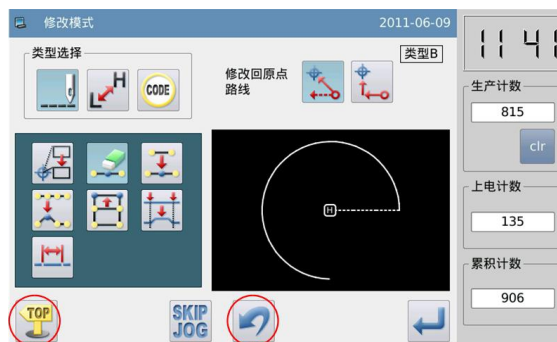 修改模式
2011-06-09
类型选择
L H
CODE
修改回原点
路线
类型B
H
TOP
SKIP
JOG
生产计数
815
clr
上电计数
135
累积计数
906